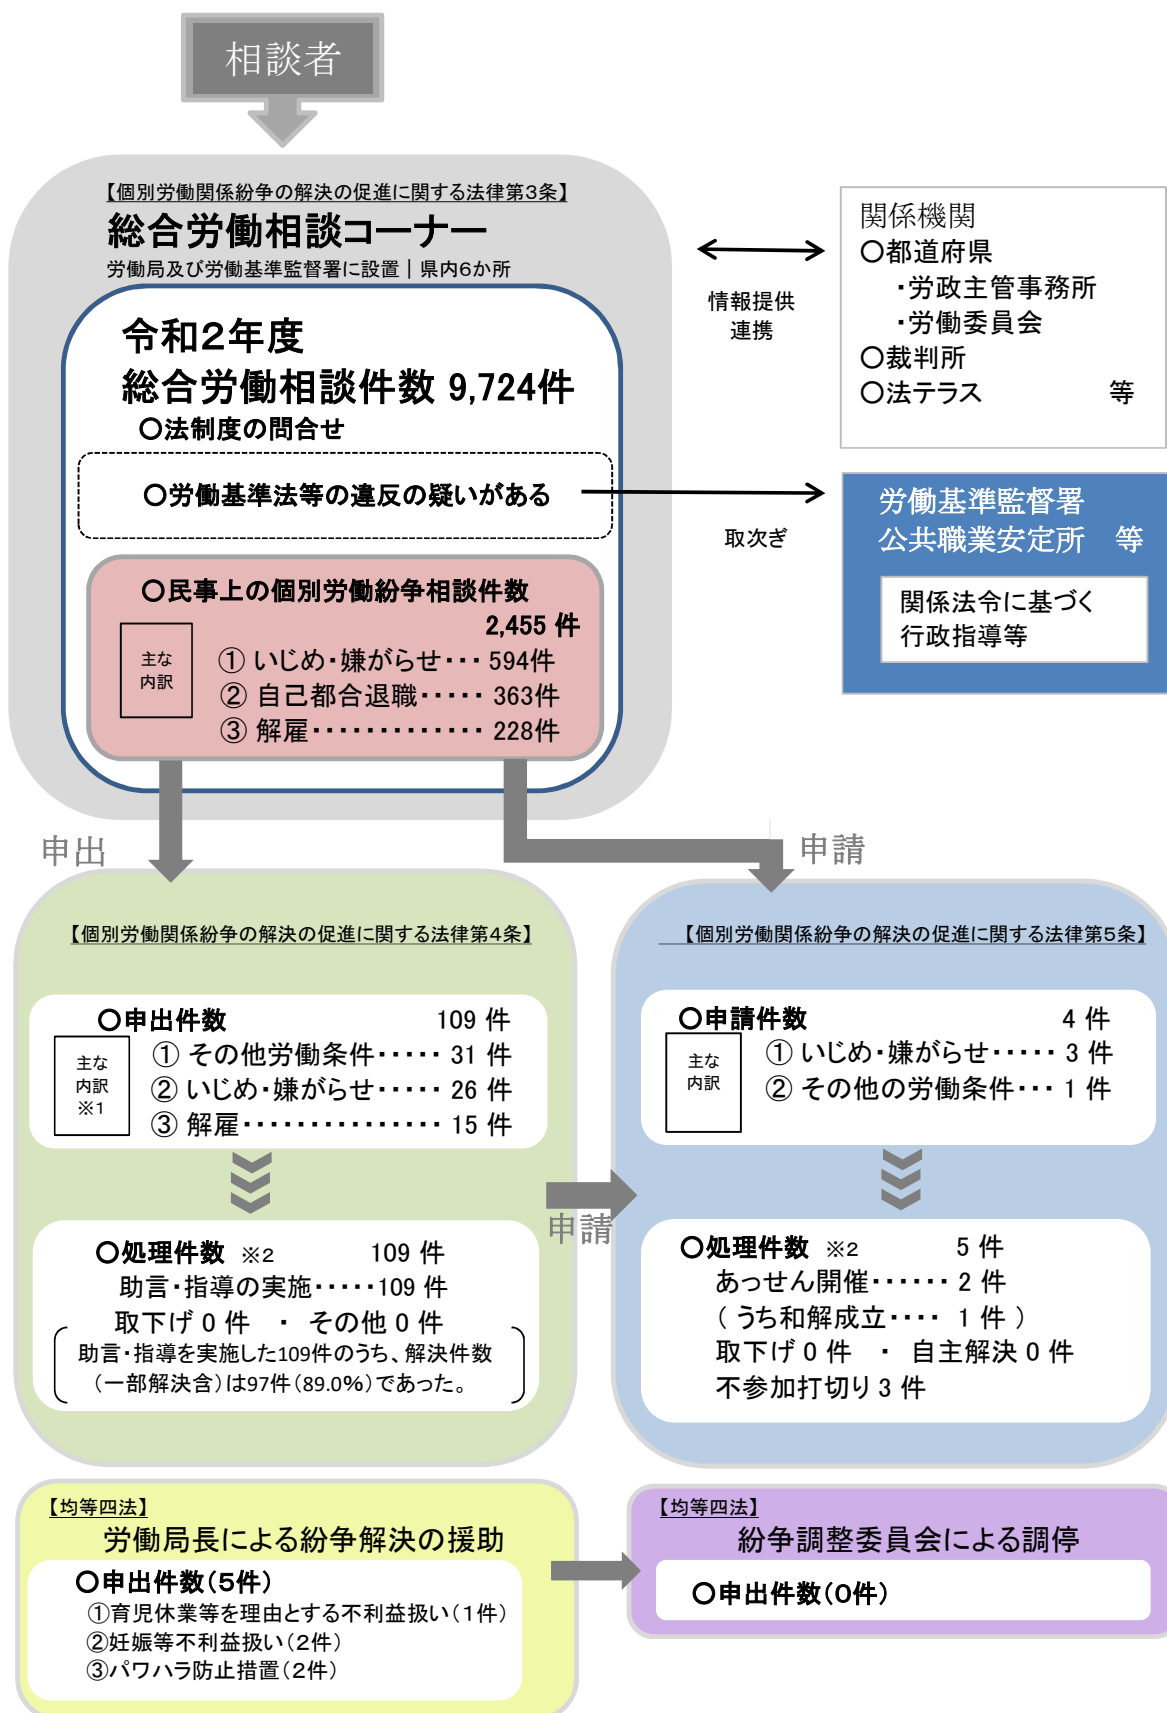 相談者
【個別労働関係紛争の解決の促進に関する法律第3条】
総合労働相談コーナー
労働局及び労働基準監督署に設置｜県内6か所
令和2年度
総合労働相談件数 9,724件
○法制度の問合せ
○労働基準法等の違反の疑いがある
○民事上の個別労働紛争相談件数
2,455 件
主な
内訳
① いじめ・嫌がらせ・・・ 594件
② 自己都合退職・・・・・ 363件
③ 解雇・・・・・・・・・・・・・ 228件
情報提供
連携
関係機関
○都道府県
・労政主管事務所
・労働委員会
○裁判所
○法テラス 等
取次ぎ
労働基準監督署
公共職業安定所 等
関係法令に基づく
行政指導等
申出
申請
【個別労働関係紛争の解決の促進に関する法律第4条】
○申出件数 109 件
主な
内訳
※1
① その他労働条件・・・・・ 31 件
② いじめ・嫌がらせ・・・・・ 26 件
③ 解雇・・・・・・・・・・・・・・・ 15 件
○処理件数 ※2 109 件
助言・指導の実施・・・・・109 件
取下げ 0 件 ・ その他 0 件
助言・指導を実施した109件のうち、解決件数
（一部解決含）は97件（89.0%）であった。
申請
【個別労働関係紛争の解決の促進に関する法律第5条】
○申請件数 4 件
主な
内訳
① いじめ・嫌がらせ・・・・・ 3 件
② その他の労働条件・・・ 1 件
○処理件数 ※2 5 件
あっせん開催・・・・・・ 2 件
（ うち和解成立・・・・ 1 件 ）
取下げ 0 件 ・ 自主解決 0 件
不参加打切り 3 件
【均等四法】
労働局長による紛争解決の援助
○申出件数（5件）
①育児休業等を理由とする不利益扱い（1件）
②妊娠等不利益扱い（2件）
③パワハラ防止措置（2件）
【均等四法】
紛争調整委員会による調停
○申出件数（0件）